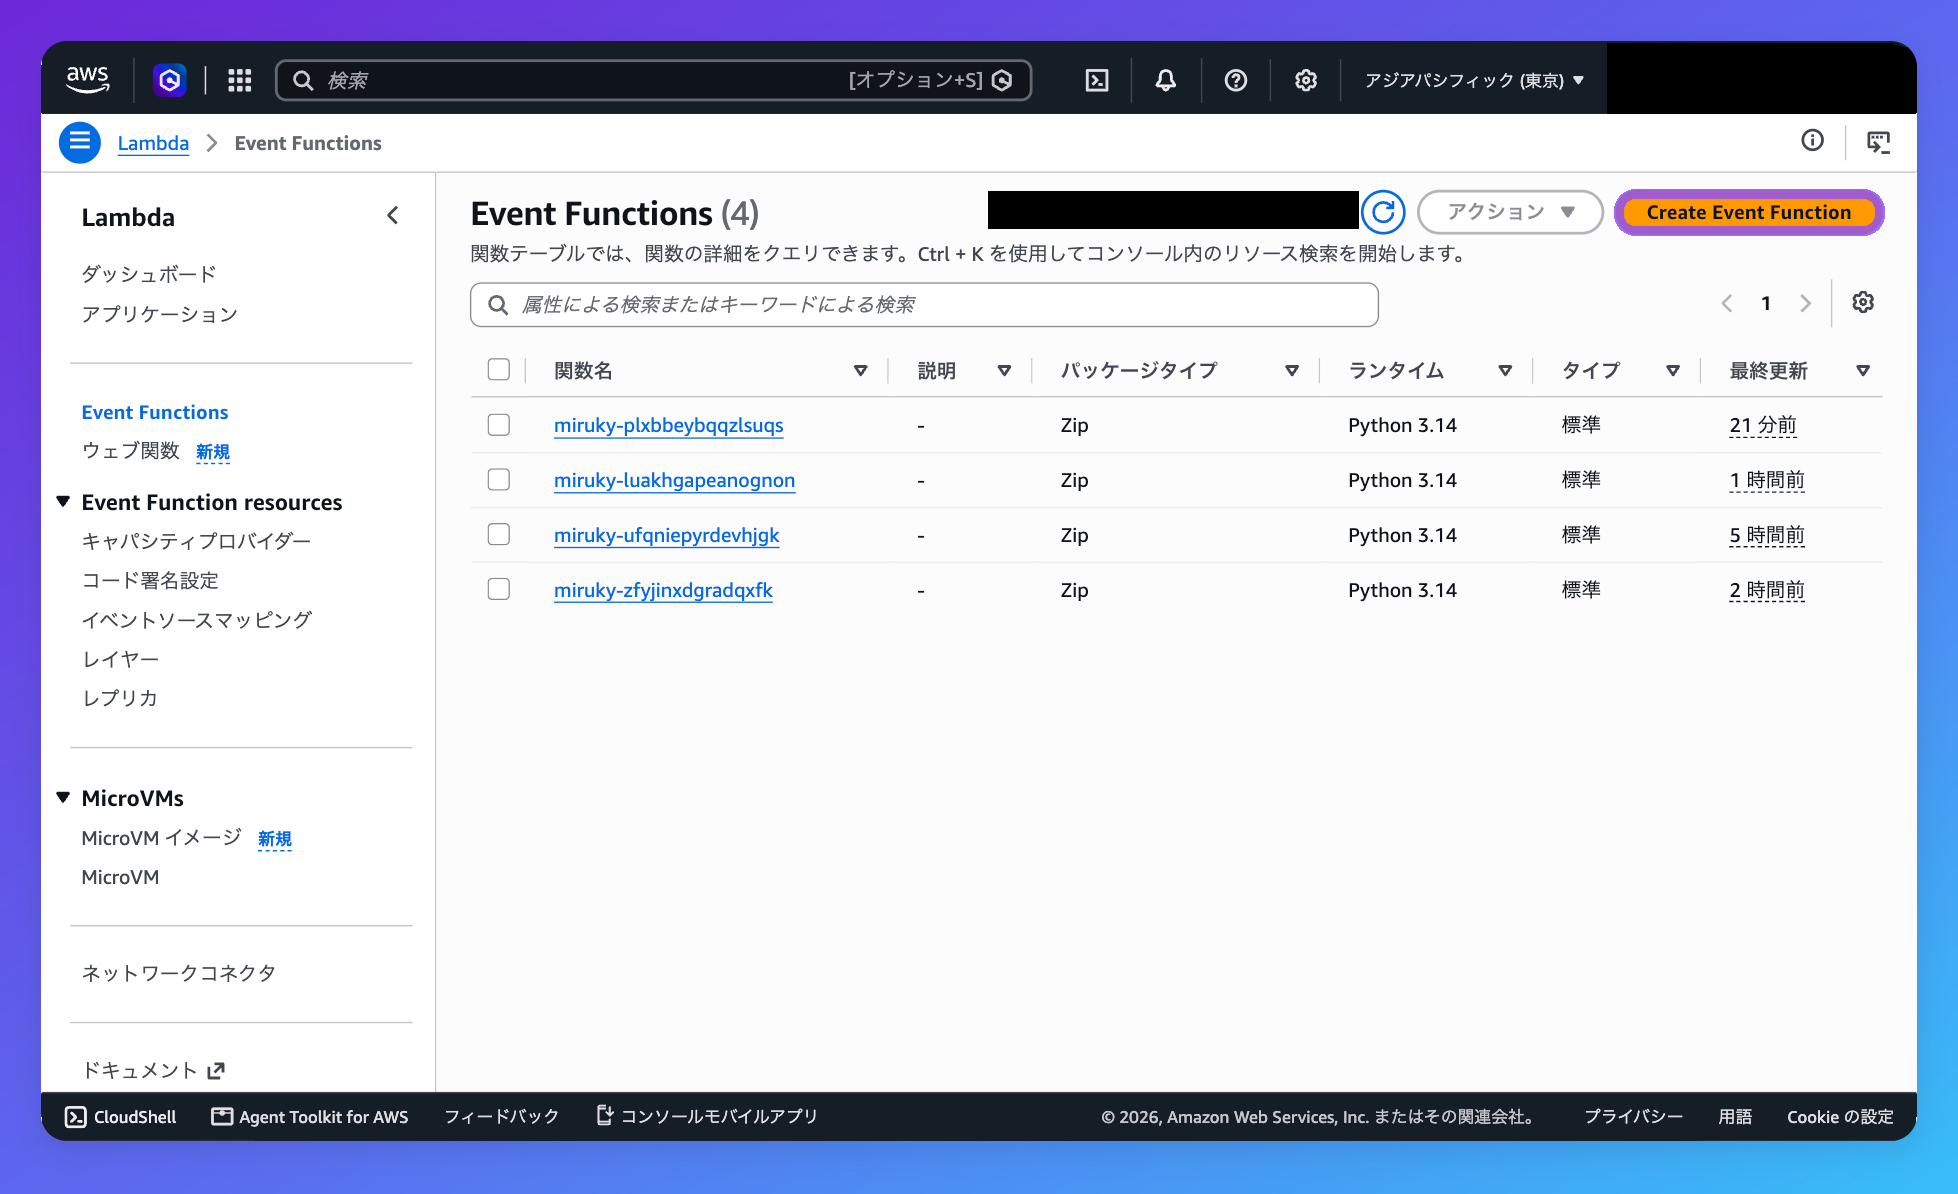 aws
検索 [オプション+S]
アジアパシフィック (東京) ▼
Lambda > Event Functions
Lambda
ダッシュボード
アプリケーション
Event Functions
ウェブ関数 新規
Event Function resources
キャパシティプロバイダー
コード署名設定
イベントソースマッピング
レイヤー
レプリカ
MicroVMs
MicroVM イメージ 新規
MicroVM
ネットワークコネクタ
ドキュメント
Event Functions (4)
アクション ▼
Create Event Function
関数テーブルでは、関数の詳細をクエリできます。Ctrl + K を使用してコンソール内のリソース検索を開始します。
属性による検索またはキーワードによる検索
1
関数名 説明 パッケージタイプ ランタイム タイプ 最終更新
miruky-plxbbeybqqzlsuqs - Zip Python 3.14 標準 21 分前
miruky-luakhgapeanognon - Zip Python 3.14 標準 1 時間前
miruky-ufqniepyrdevhjgk - Zip Python 3.14 標準 5 時間前
miruky-zfyjinxdgradqxfk - Zip Python 3.14 標準 2 時間前
CloudShell Agent Toolkit for AWS フィードバック コンソールモバイルアプリ © 2026, Amazon Web Services, Inc. またはその関連会社。 プライバシー 用語 Cookie の設定